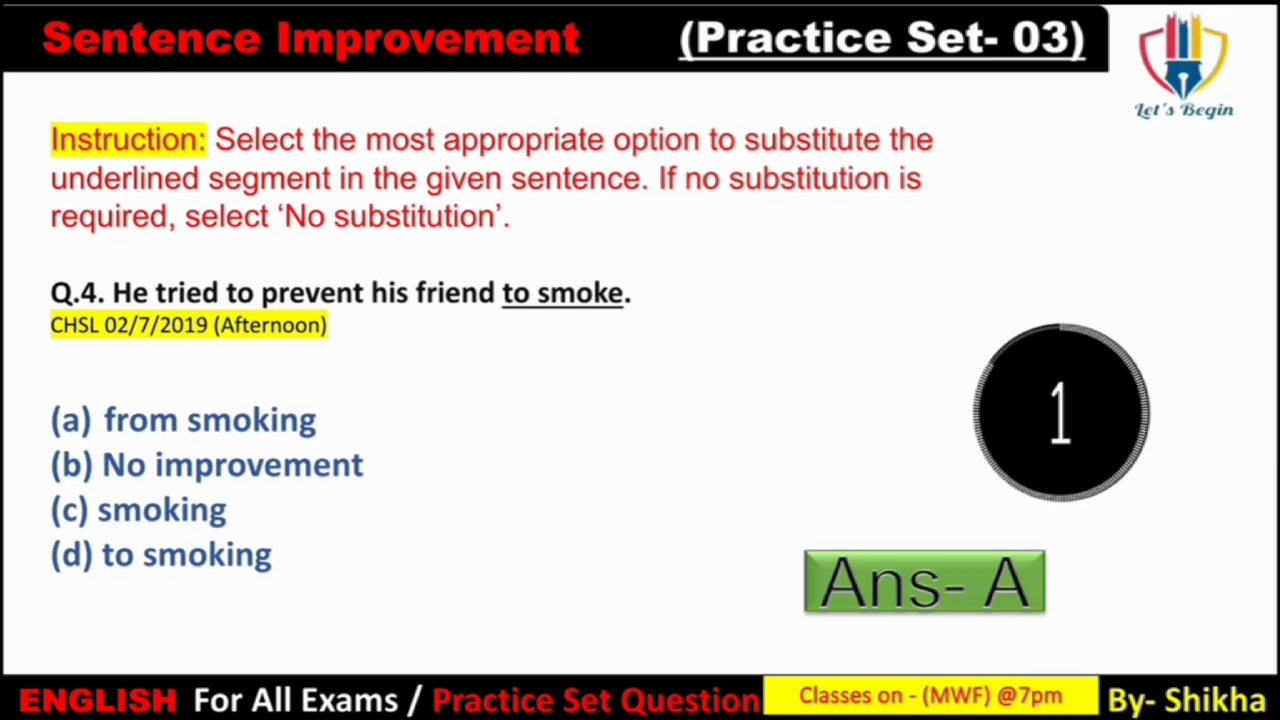 Sentence Improvement (Practice Set- 03)
Let's Begin
Instruction: Select the most appropriate option to substitute the
underlined segment in the given sentence. If no substitution is
required, select ‘No substitution’.
Q.4. He tried to prevent his friend to smoke.
CHSL 02/7/2019 (Afternoon)
(a) from smoking
(b) No improvement
(c) smoking
(d) to smoking
1
Ans- A
ENGLISH For All Exams / Practice Set Question Classes on - (MWF) @7pm By- Shikha